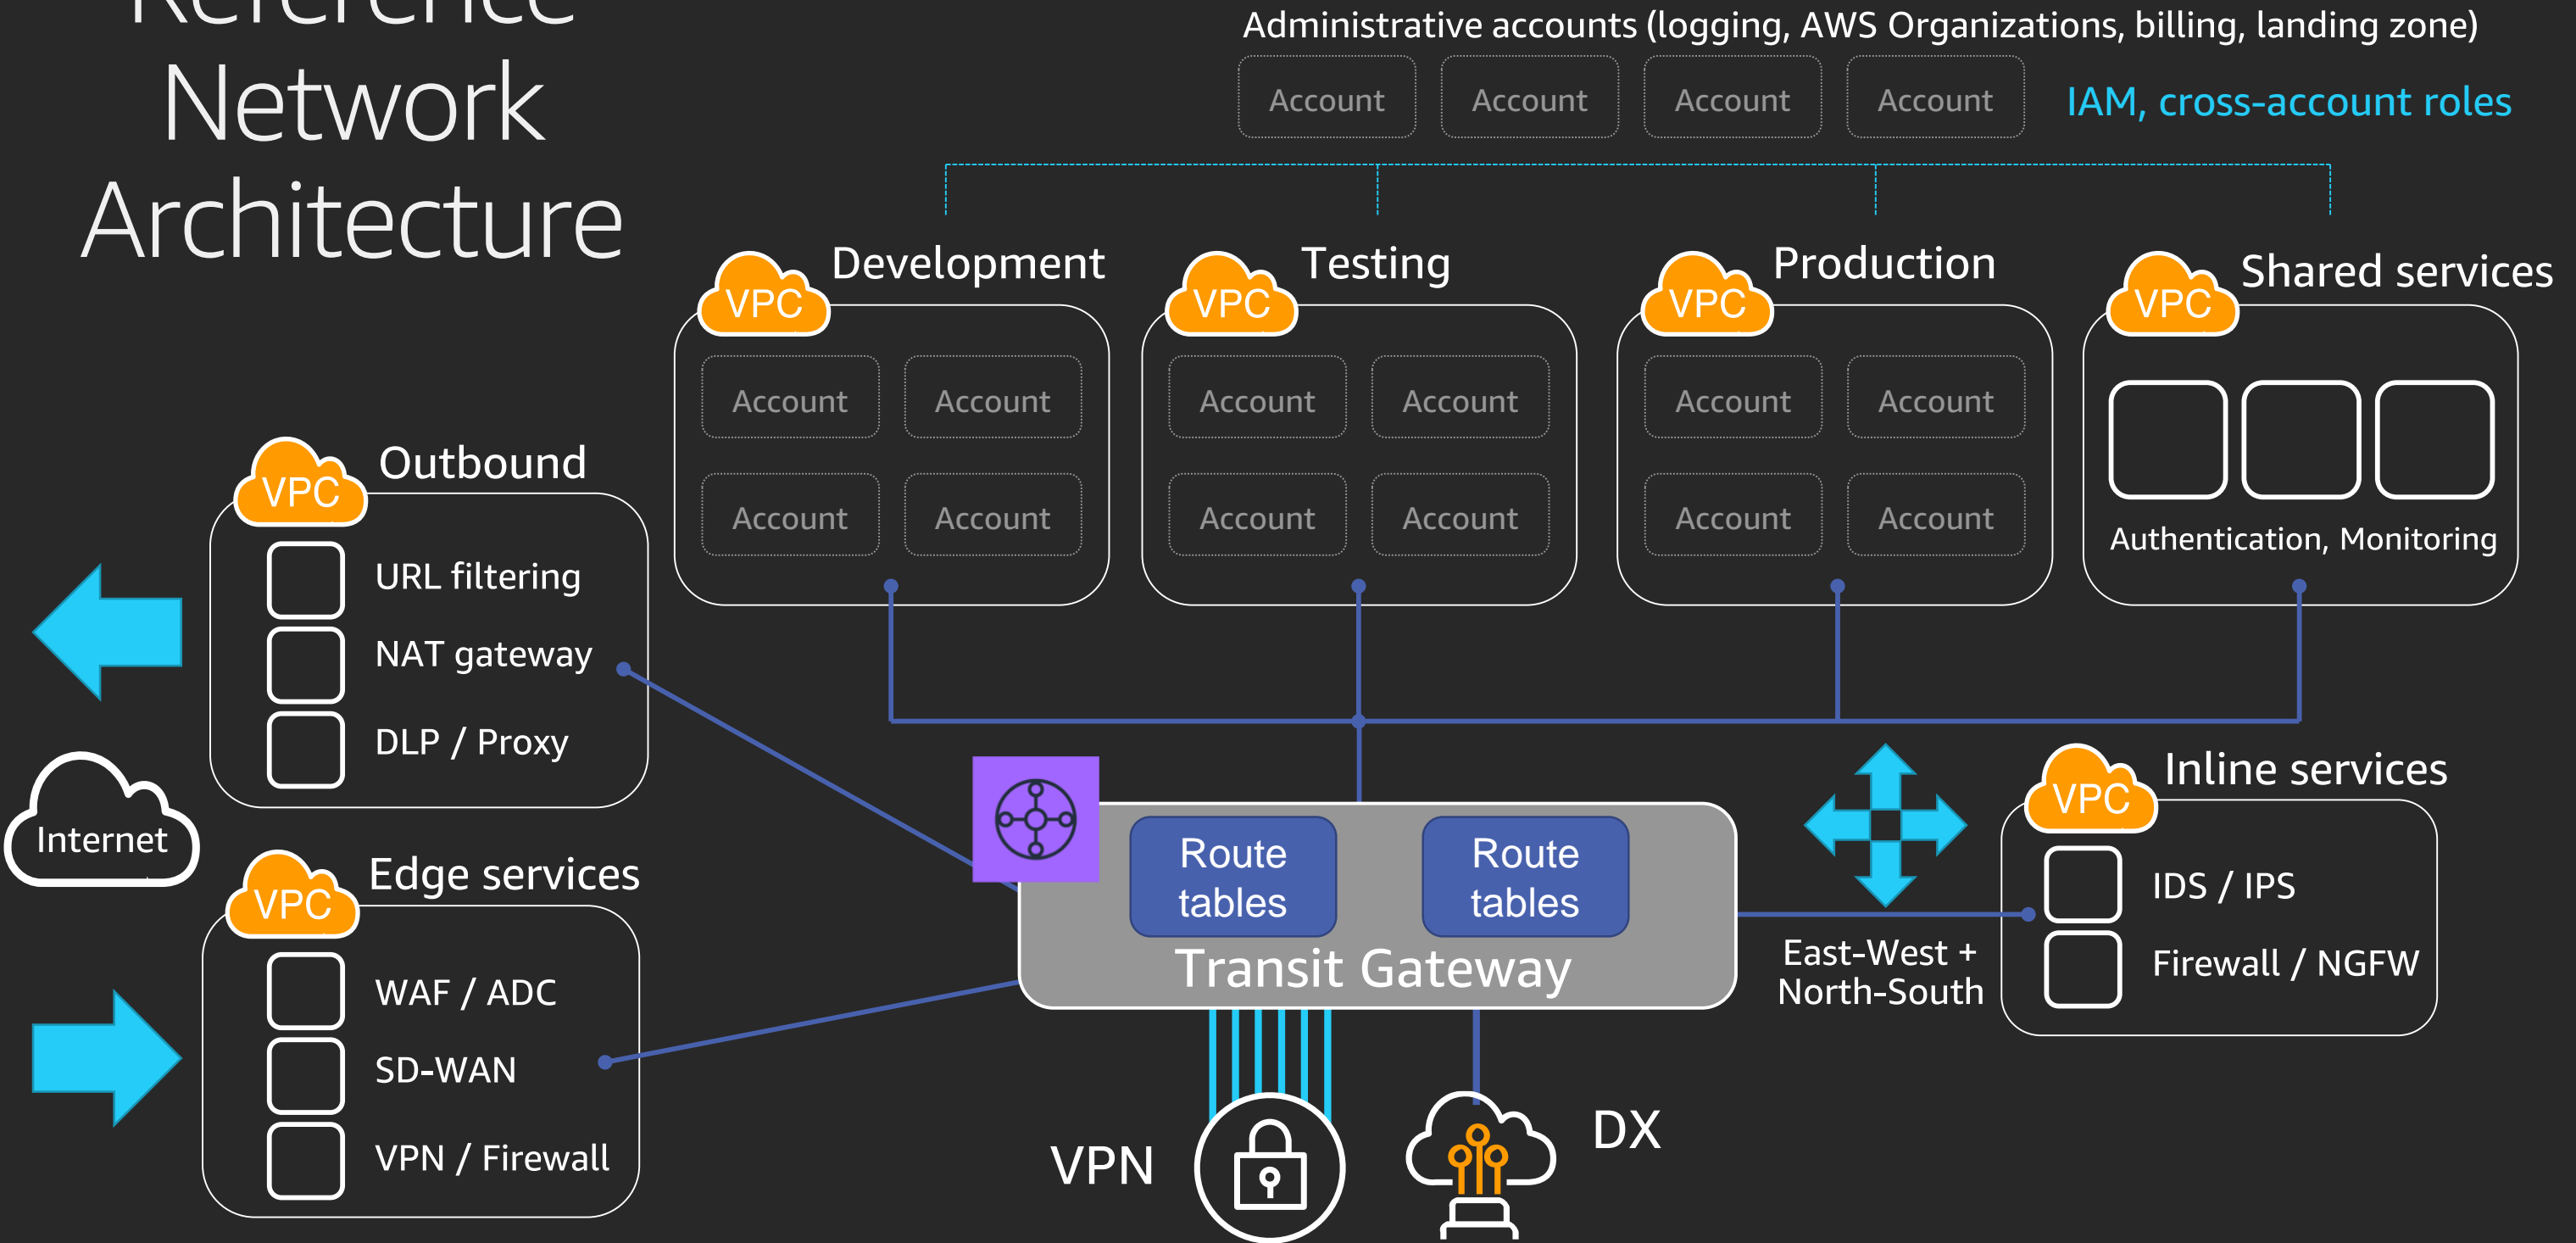 Reference
Network
Architecture
Administrative accounts (logging, AWS Organizations, billing, landing zone)
Account
Account
Account
Account
IAM, cross-account roles
VPC
Development
Account
Account
Account
Account
VPC
Testing
Account
Account
Account
Account
VPC
Production
Account
Account
Account
Account
VPC
Shared services
Authentication, Monitoring
VPC
Outbound
URL filtering
NAT gateway
DLP / Proxy
Internet
VPC
Edge services
WAF / ADC
SD-WAN
VPN / Firewall
Route
tables
Route
tables
Transit Gateway
East-West +
North-South
VPC
Inline services
IDS / IPS
Firewall / NGFW
VPN
DX